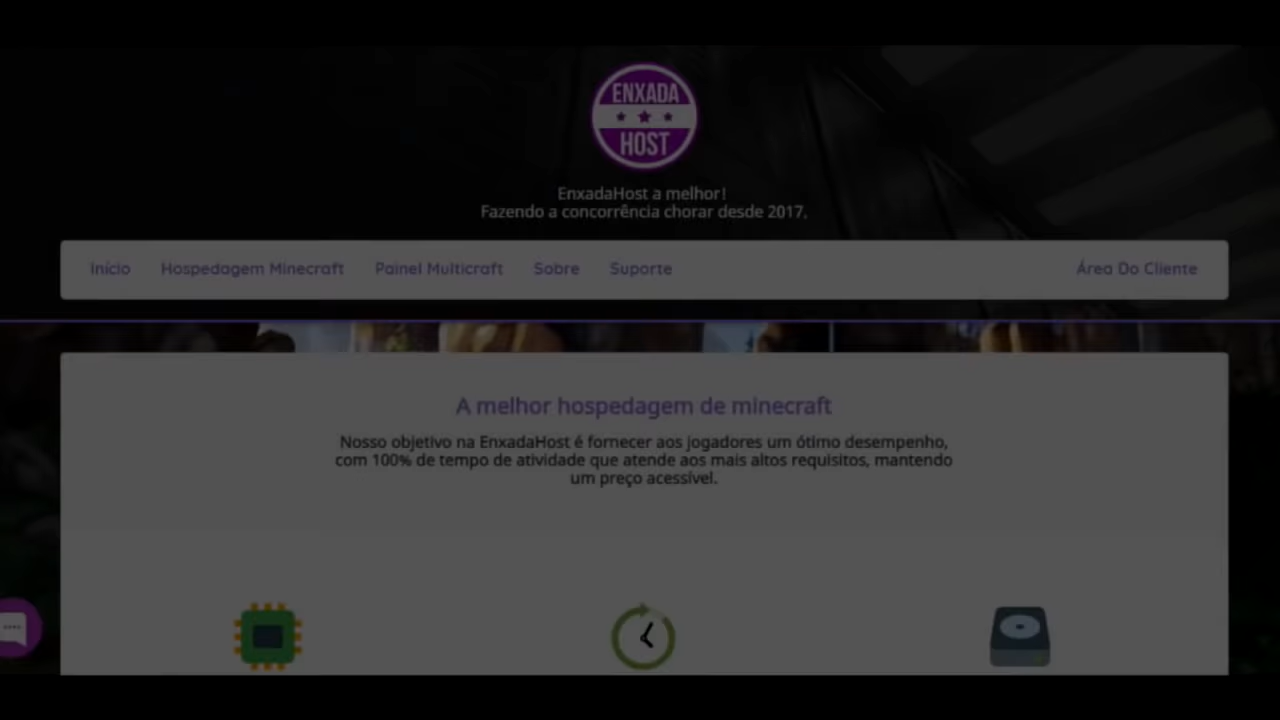 ENXADA
HOST
EnxadaHost a melhor!
Fazendo a concorrência chorar desde 2017.
Início Hospedagem Minecraft Painel Multicraft Sobre Suporte Área Do Cliente
A melhor hospedagem de minecraft
Nosso objetivo na EnxadaHost é fornecer aos jogadores um ótimo desempenho,
com 100% de tempo de atividade que atende aos mais altos requisitos, mantendo
um preço acessível.